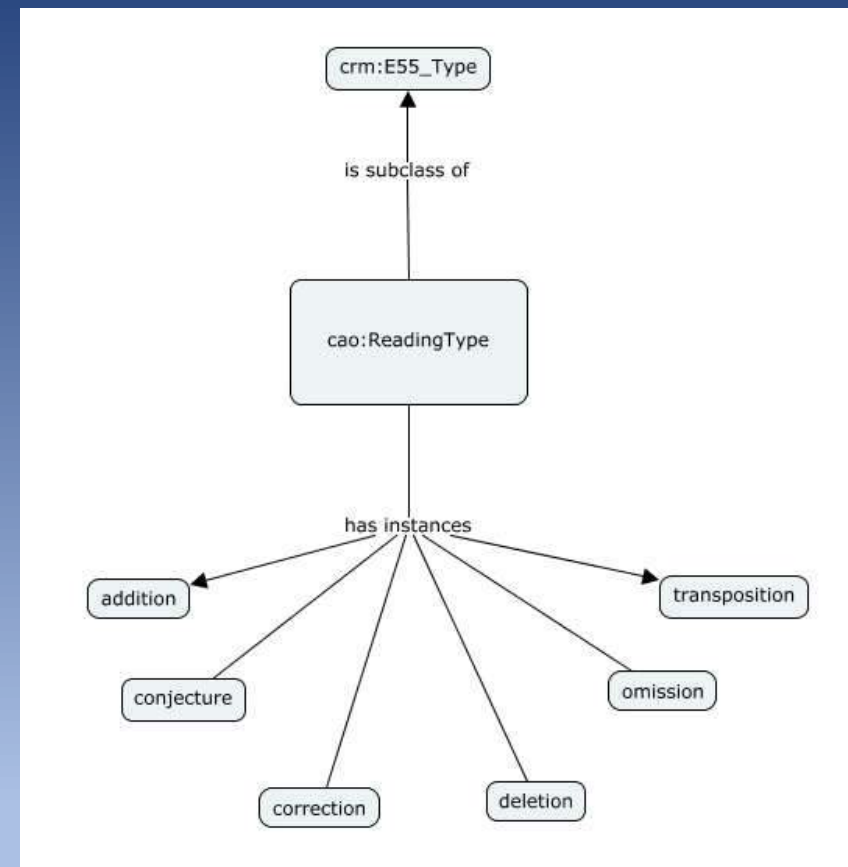 crm:E55_Type
is subclass of
cao:ReadingType
has instances
addition
transposition
conjecture
omission
correction
deletion